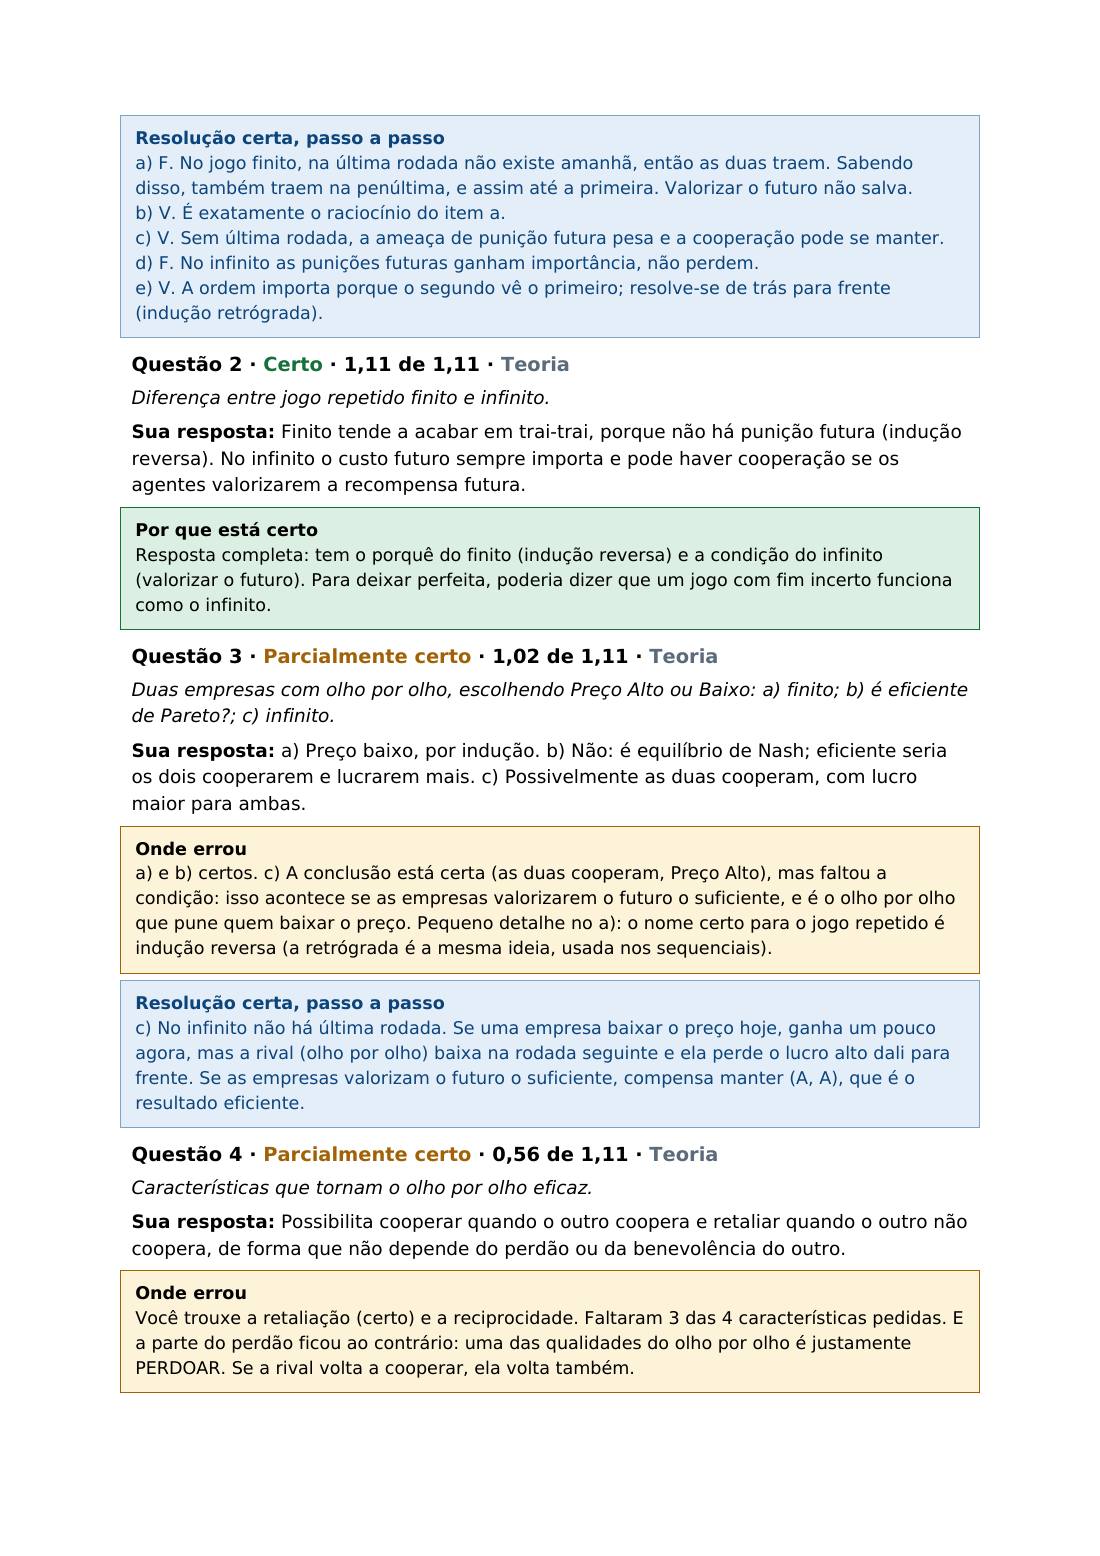 Resolução certa, passo a passo
a) F. No jogo finito, na última rodada não existe amanhã, então as duas traem. Sabendo
disso, também traem na penúltima, e assim até a primeira. Valorizar o futuro não salva.
b) V. É exatamente o raciocínio do item a.
c) V. Sem última rodada, a ameaça de punição futura pesa e a cooperação pode se manter.
d) F. No infinito as punições futuras ganham importância, não perdem.
e) V. A ordem importa porque o segundo vê o primeiro; resolve-se de trás para frente
(indução retrógrada).
Questão 2 · Certo · 1,11 de 1,11 · Teoria
Diferença entre jogo repetido finito e infinito.
Sua resposta: Finito tende a acabar em trai-trai, porque não há punição futura (indução
reversa). No infinito o custo futuro sempre importa e pode haver cooperação se os
agentes valorizarem a recompensa futura.
Por que está certo
Resposta completa: tem o porquê do finito (indução reversa) e a condição do infinito
(valorizar o futuro). Para deixar perfeita, poderia dizer que um jogo com fim incerto funciona
como o infinito.
Questão 3 · Parcialmente certo · 1,02 de 1,11 · Teoria
Duas empresas com olho por olho, escolhendo Preço Alto ou Baixo: a) finito; b) é eficiente
de Pareto?; c) infinito.
Sua resposta: a) Preço baixo, por indução. b) Não: é equilíbrio de Nash; eficiente seria
os dois cooperarem e lucrarem mais. c) Possivelmente as duas cooperam, com lucro
maior para ambas.
Onde errou
a) e b) certos. c) A conclusão está certa (as duas cooperam, Preço Alto), mas faltou a
condição: isso acontece se as empresas valorizarem o futuro o suficiente, e é o olho por olho
que pune quem baixar o preço. Pequeno detalhe no a): o nome certo para o jogo repetido é
indução reversa (a retrógrada é a mesma ideia, usada nos sequenciais).
Resolução certa, passo a passo
c) No infinito não há última rodada. Se uma empresa baixar o preço hoje, ganha um pouco
agora, mas a rival (olho por olho) baixa na rodada seguinte e ela perde o lucro alto dali para
frente. Se as empresas valorizam o futuro o suficiente, compensa manter (A, A), que é o
resultado eficiente.
Questão 4 · Parcialmente certo · 0,56 de 1,11 · Teoria
Características que tornam o olho por olho eficaz.
Sua resposta: Possibilita cooperar quando o outro coopera e retaliar quando o outro não
coopera, de forma que não depende do perdão ou da benevolência do outro.
Onde errou
Você trouxe a retaliação (certo) e a reciprocidade. Faltaram 3 das 4 características pedidas. E
a parte do perdão ficou ao contrário: uma das qualidades do olho por olho é justamente
PERDOAR. Se a rival volta a cooperar, ela volta também.